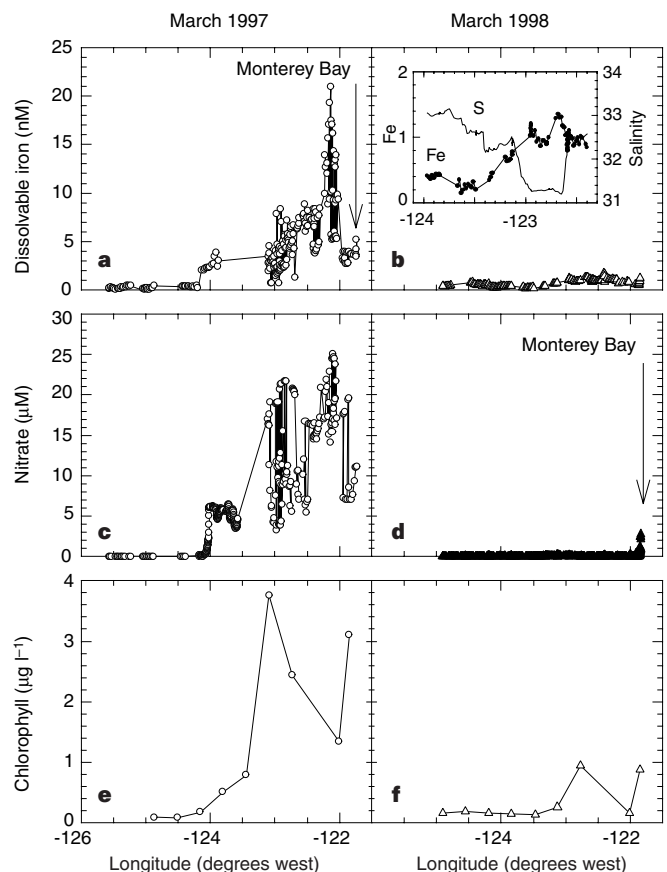 March 1997
March 1998
Dissolvable iron (nM)
25
20
15
10
5
0
Monterey Bay
a
2
1
0
Fe
S
Fe
34
33
32
31
Salinity
-124
-123
b
Nitrate (μM)
30
25
20
15
10
5
0
c
Monterey Bay
d
Chlorophyll (μg l⁻¹)
4
3
2
1
0
e
f
-126
-124
-122
-124
-122
Longitude (degrees west)
Longitude (degrees west)